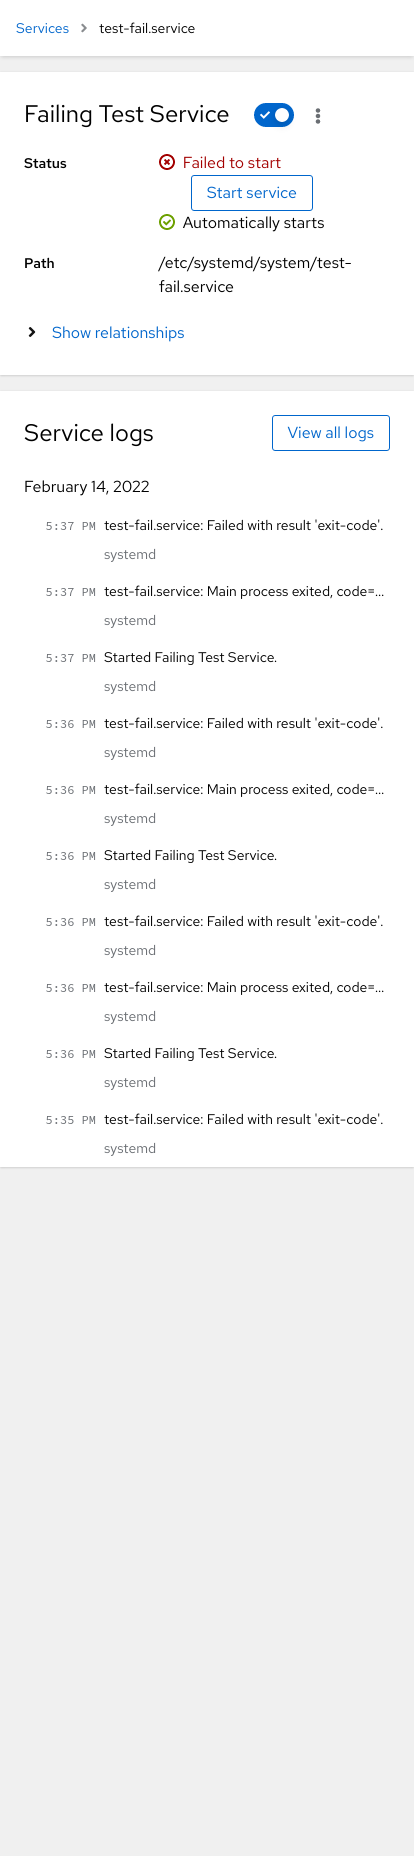 Services > test-fail.service
Failing Test Service
Status
Failed to start
Start service
Automatically starts
Path
/etc/systemd/system/test-
fail.service
Show relationships
Service logs
View all logs
February 14, 2022
5:37 PM test-fail.service: Failed with result 'exit-code'.
systemd
5:37 PM test-fail.service: Main process exited, code=...
systemd
5:37 PM Started Failing Test Service.
systemd
5:36 PM test-fail.service: Failed with result 'exit-code'.
systemd
5:36 PM test-fail.service: Main process exited, code=...
systemd
5:36 PM Started Failing Test Service.
systemd
5:36 PM test-fail.service: Failed with result 'exit-code'.
systemd
5:36 PM test-fail.service: Main process exited, code=...
systemd
5:36 PM Started Failing Test Service.
systemd
5:35 PM test-fail.service: Failed with result 'exit-code'.
systemd